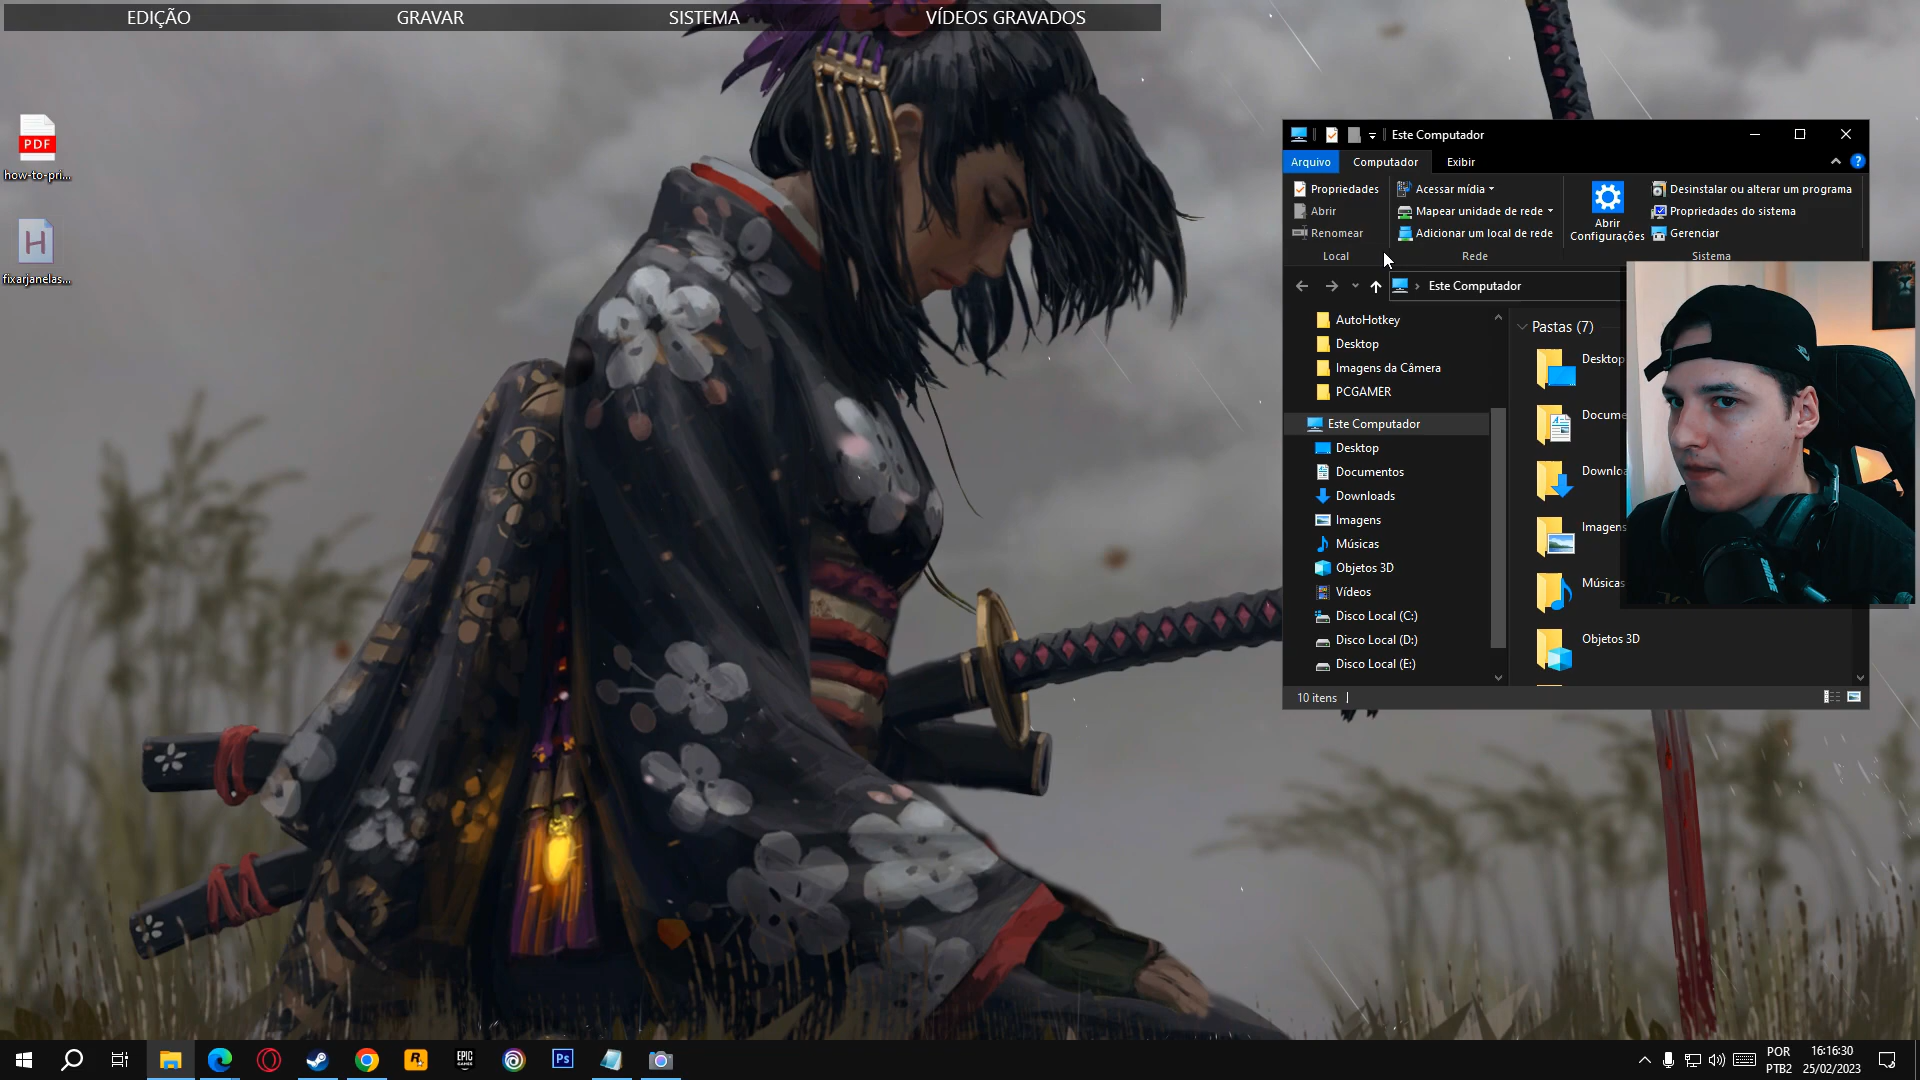 EDIÇÃO
GRAVAR
SISTEMA
VÍDEOS GRAVADOS
PDF
how-to-pri...
H
fixarjanelas...
Este Computador
Arquivo
Computador
Exibir
Propriedades
Abrir
Renomear
Local
Acessar mídia
Mapear unidade de rede
Adicionar um local de rede
Rede
Abrir
Configurações
Desinstalar ou alterar um programa
Propriedades do sistema
Gerenciar
Sistema
Este Computador
AutoHotkey
Desktop
Imagens da Câmera
PCGAMER
Este Computador
Desktop
Documentos
Downloads
Imagens
Músicas
Objetos 3D
Vídeos
Disco Local (C:)
Disco Local (D:)
Disco Local (E:)
Pastas (7)
Desktop
Docume
Downlo
Imagens
Músicas
Objetos 3D
10 itens
EPIC
GAMES
Ps
POR
PTB2
16:16:30
25/02/2023